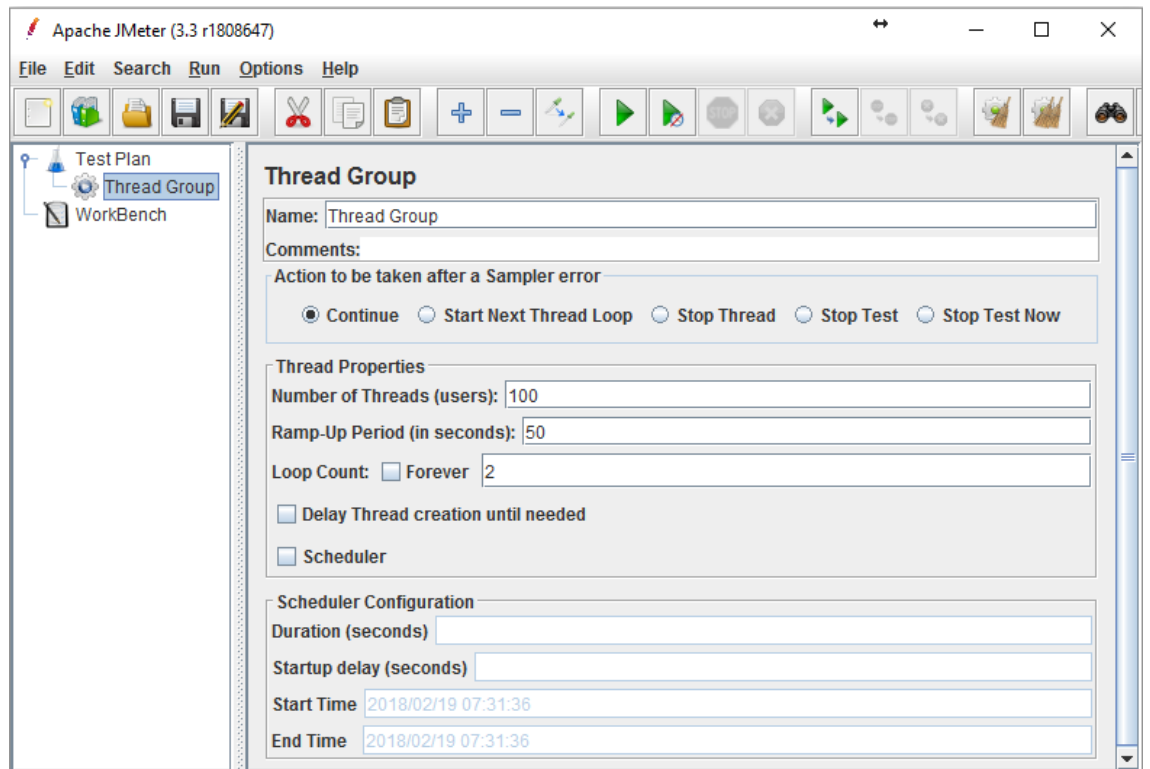 Apache JMeter (3.3 r1808647)
File Edit Search Run Options Help
STOP
Test Plan
Thread Group
WorkBench
Thread Group
Name: Thread Group
Comments:
Action to be taken after a Sampler error
Continue Start Next Thread Loop Stop Thread Stop Test Stop Test Now
Thread Properties
Number of Threads (users): 100
Ramp-Up Period (in seconds): 50
Loop Count: Forever 2
Delay Thread creation until needed
Scheduler
Scheduler Configuration
Duration (seconds)
Startup delay (seconds)
Start Time 2018/02/19 07:31:36
End Time 2018/02/19 07:31:36